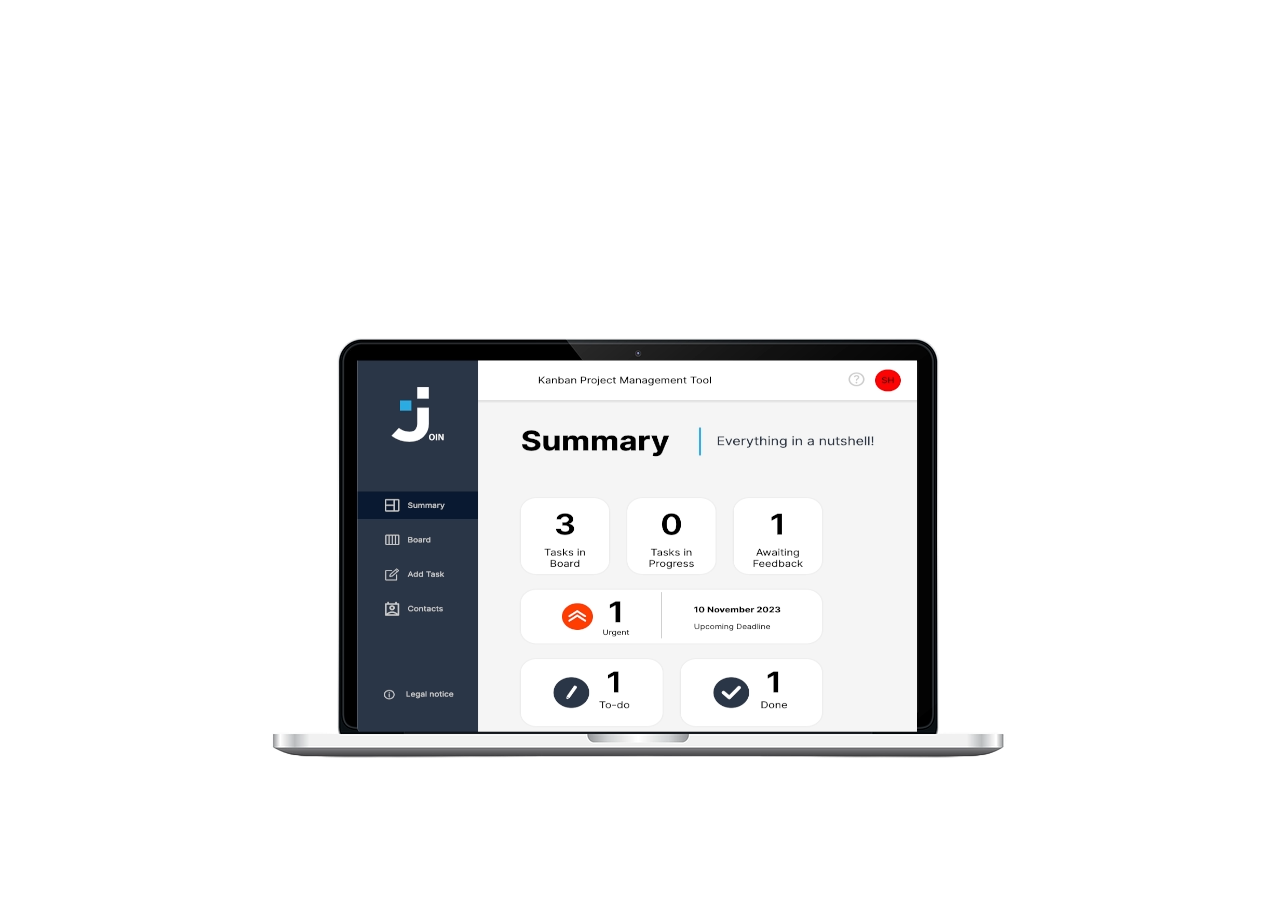 Kanban Project Management Tool
SH
j
OIN
Summary
Everything in a nutshell!
Summary
Board
Add Task
Contacts
Legal notice
3
Tasks in
Board
0
Tasks in
Progress
1
Awaiting
Feedback
1
Urgent
10 November 2023
Upcoming Deadline
1
To-do
1
Done